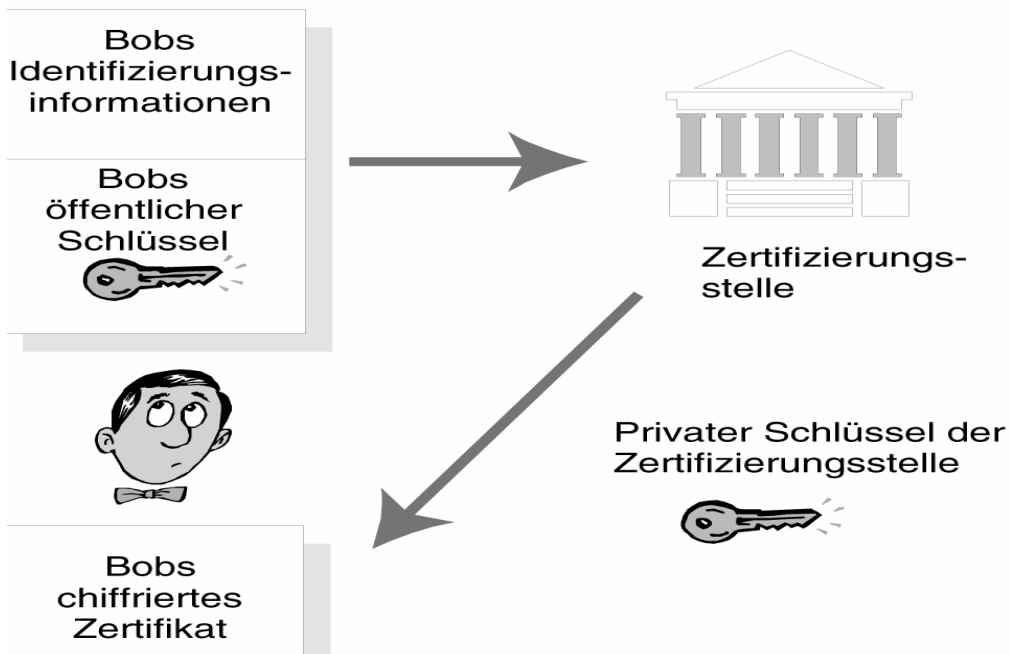 Bobs
Identifizierungs-
informationen
Bobs
öffentlicher
Schlüssel
Zertifizierungs-
stelle
Privater Schlüssel der
Zertifizierungsstelle
Bobs
chiffriertes
Zertifikat